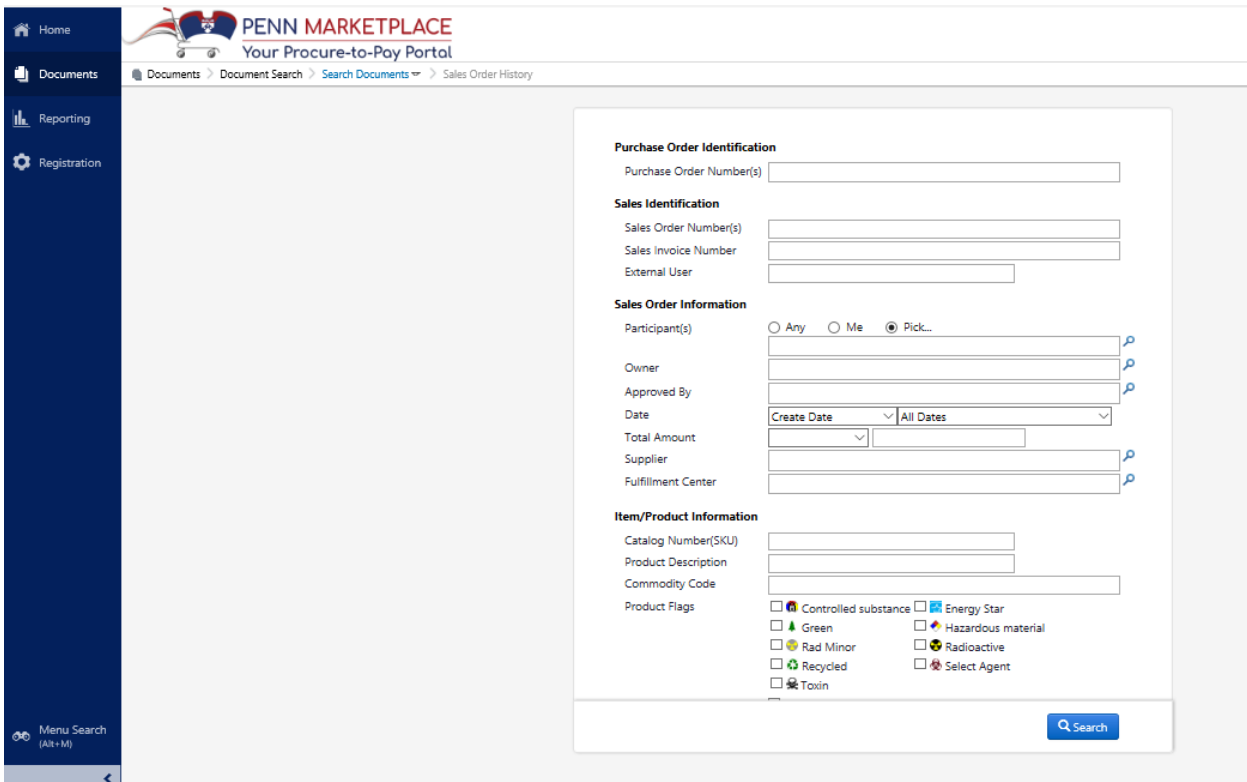 Home
Documents
Reporting
Registration
Menu Search
(Alt+M)
PENN MARKETPLACE
Your Procure-to-Pay Portal
Documents > Document Search > Search Documents > Sales Order History
Purchase Order Identification
Purchase Order Number(s)
Sales Identification
Sales Order Number(s)
Sales Invoice Number
External User
Sales Order Information
Participant(s) Any Me Pick...
Owner
Approved By
Date Create Date All Dates
Total Amount
Supplier
Fulfillment Center
Item/Product Information
Catalog Number(SKU)
Product Description
Commodity Code
Product Flags Controlled substance Energy Star
Green Hazardous material
Rad Minor Radioactive
Recycled Select Agent
Toxin
Search